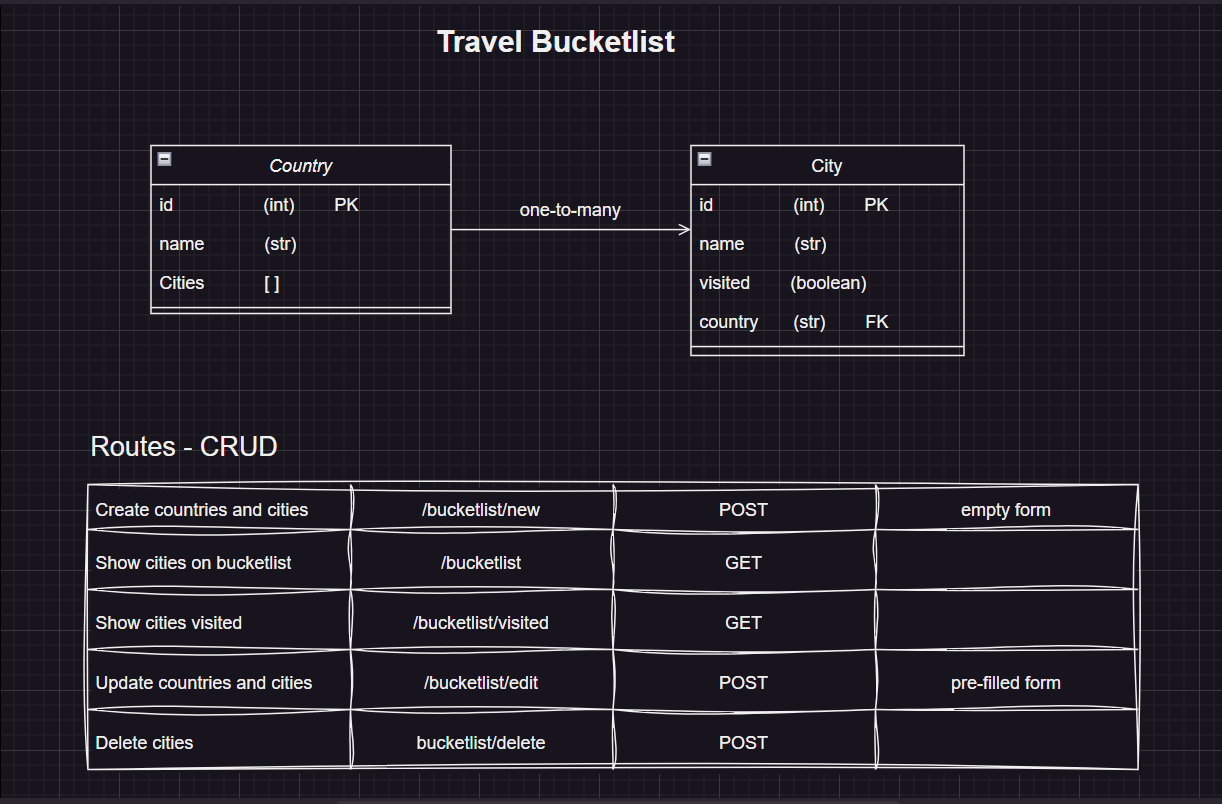 Travel Bucketlist
Country
id (int) PK
name (str)
Cities [ ]
one-to-many
City
id (int) PK
name (str)
visited (boolean)
country (str) FK
Routes - CRUD
Create countries and cities /bucketlist/new POST empty form
Show cities on bucketlist /bucketlist GET
Show cities visited /bucketlist/visited GET
Update countries and cities /bucketlist/edit POST pre-filled form
Delete cities bucketlist/delete POST